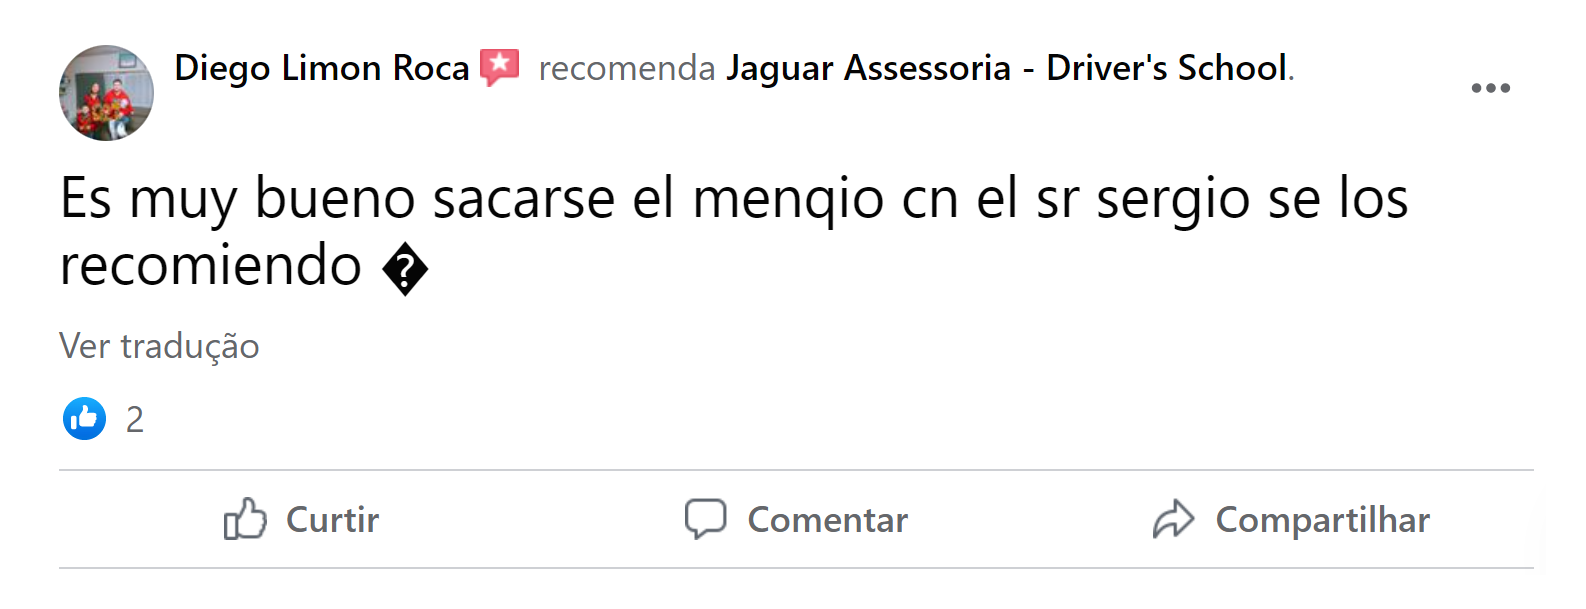 Diego Limon Roca recomenda Jaguar Assessoria - Driver's School.
Es muy bueno sacarse el menqio cn el sr sergio se los
recomiendo �
Ver tradução
2
Curtir Comentar Compartilhar